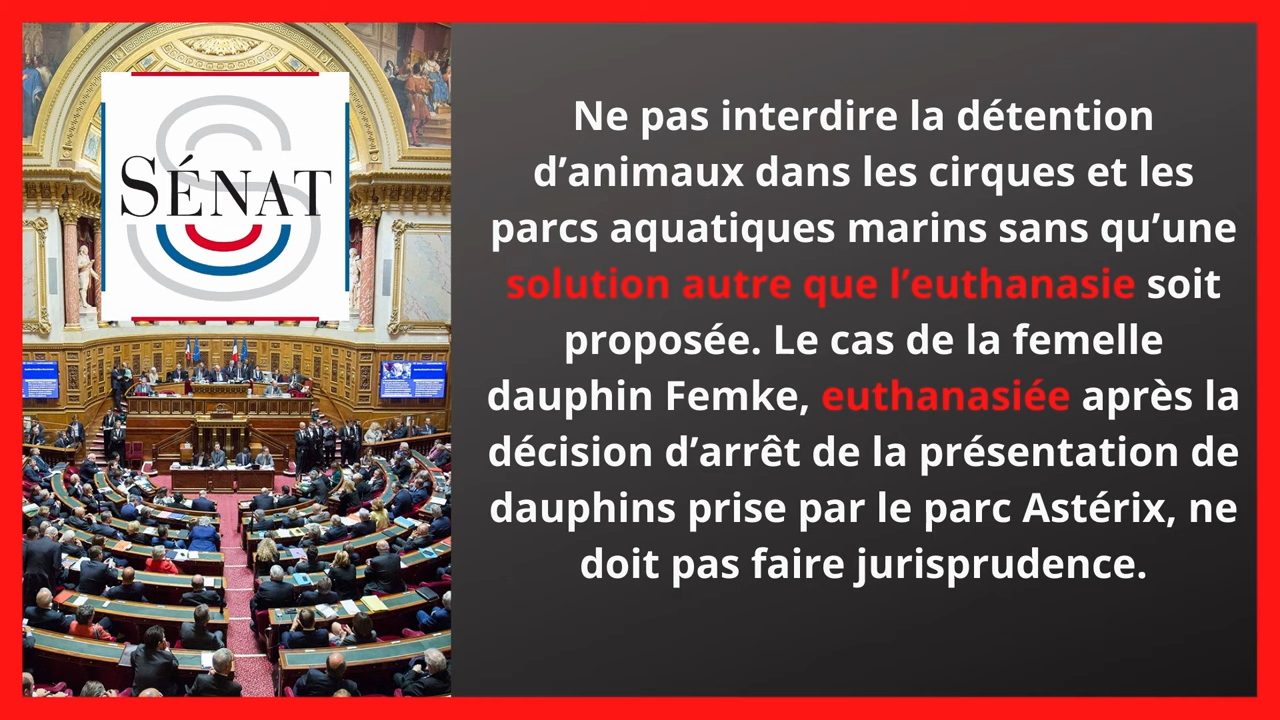 SÉNAT
Ne pas interdire la détention
d’animaux dans les cirques et les
parcs aquatiques marins sans qu’une
solution autre que l’euthanasie soit
proposée. Le cas de la femelle
dauphin Femke, euthanasiée après la
décision d’arrêt de la présentation de
dauphins prise par le parc Astérix, ne
doit pas faire jurisprudence.